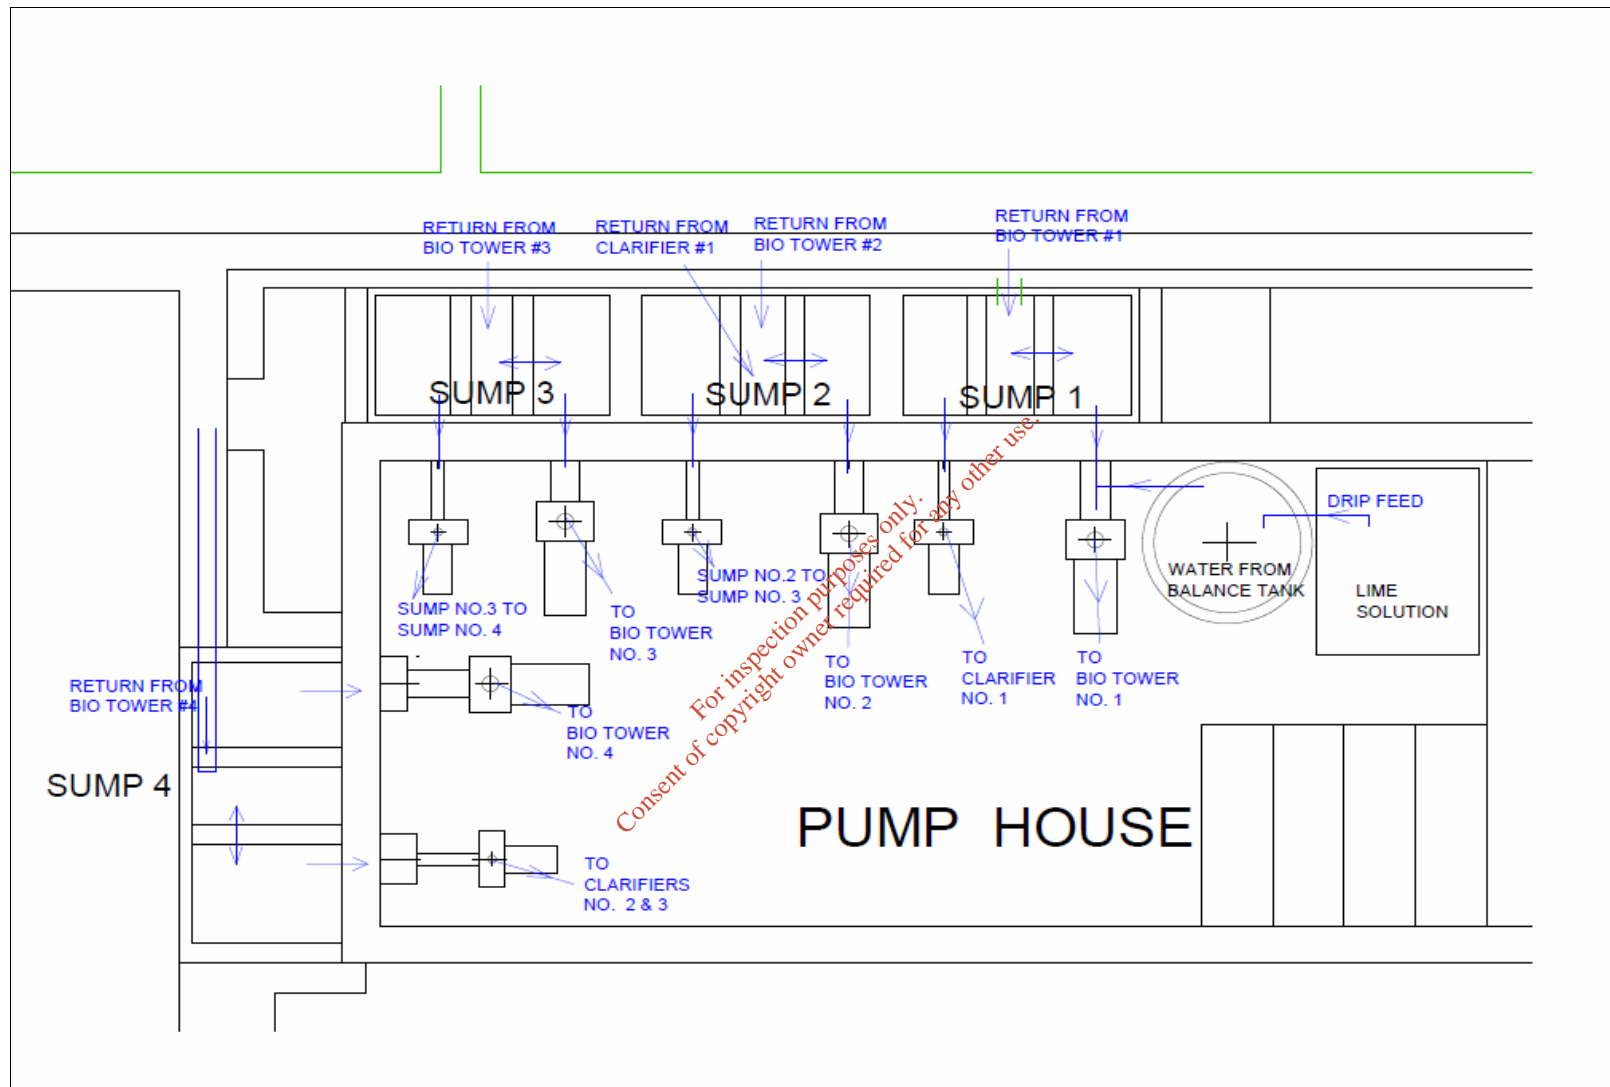 RETURN FROM
BIO TOWER #3
RETURN FROM
CLARIFIER #1
RETURN FROM
BIO TOWER #2
RETURN FROM
BIO TOWER #1
SUMP 3
SUMP 2
SUMP 1
DRIP FEED
WATER FROM
BALANCE TANK
LIME
SOLUTION
SUMP NO.3 TO
SUMP NO. 4
TO
BIO TOWER
NO. 3
SUMP NO.2 TO
SUMP NO. 3
TO
BIO TOWER
NO. 2
TO
CLARIFIER
NO. 1
TO
BIO TOWER
NO. 1
RETURN FROM
BIO TOWER #4
TO
BIO TOWER
NO. 4
SUMP 4
PUMP HOUSE
TO
CLARIFIERS
NO. 2 & 3
For inspection purposes only.
Consent of copyright owner required for any other use.